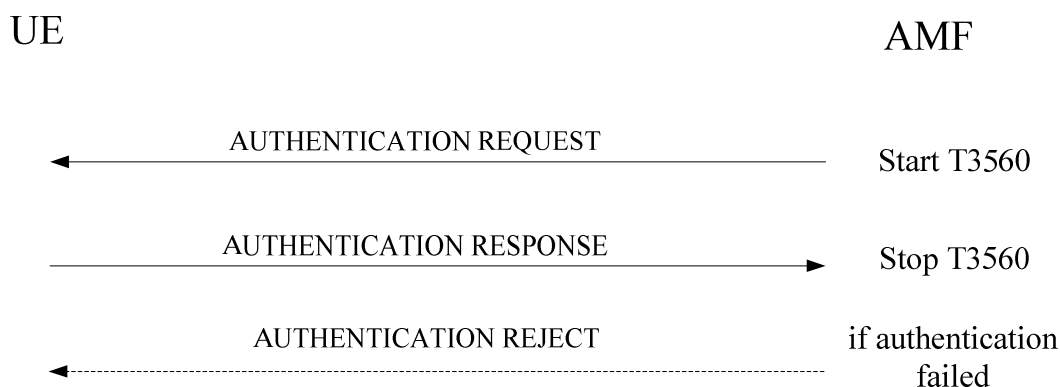 UE
AMF
AUTHENTICATION REQUEST
Start T3560
AUTHENTICATION RESPONSE
Stop T3560
AUTHENTICATION REJECT
if authentication
failed